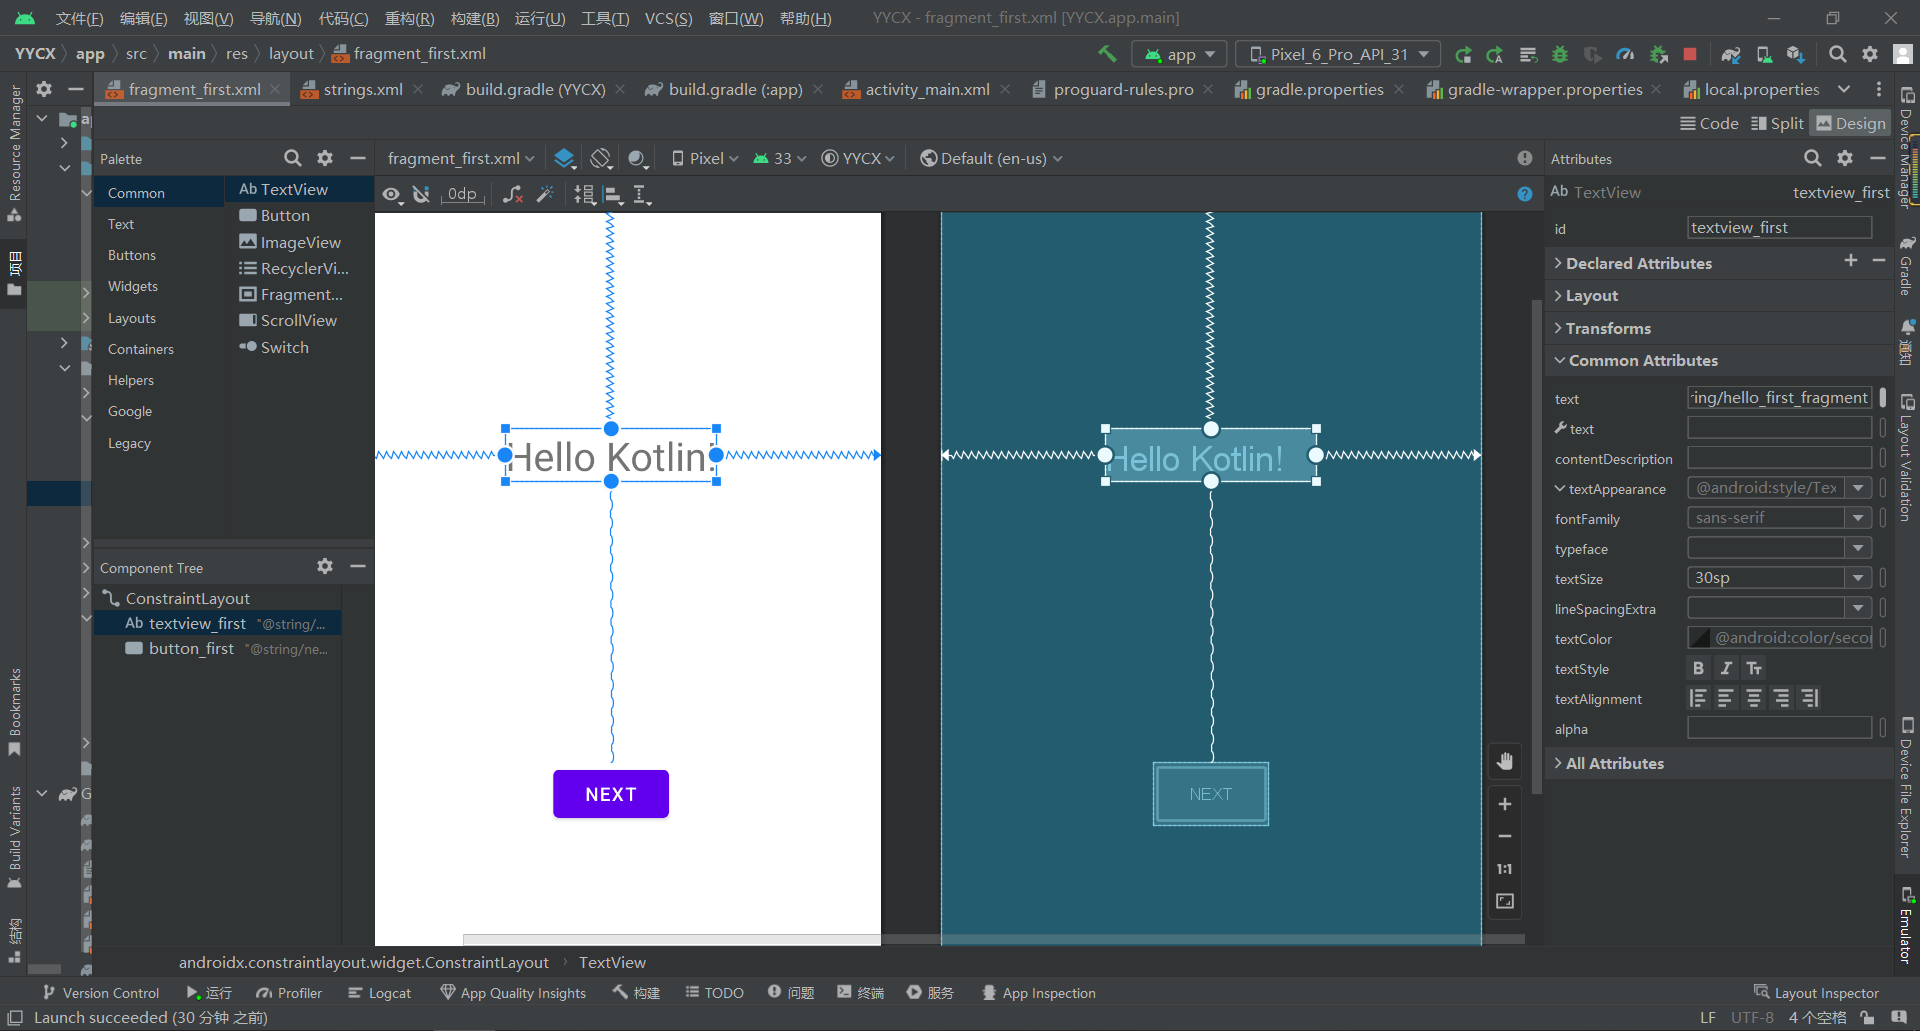 文件(F) 编辑(E) 视图(V) 导航(N) 代码(C) 重构(R) 构建(B) 运行(U) 工具(T) VCS(S) 窗口(W) 帮助(H) YYCX - fragment_first.xml [YYCX.app.main]
YYCX app src main res layout fragment_first.xml app Pixel_6_Pro_API_31
fragment_first.xml strings.xml build.gradle (YYCX) build.gradle (:app) activity_main.xml proguard-rules.pro gradle.properties gradle-wrapper.properties local.properties
Code Split Design
Palette
fragment_first.xml Pixel 33 YYCX Default (en-us)
0dp
Common
Text
Buttons
Widgets
Layouts
Containers
Helpers
Google
Legacy
Ab TextView
Button
ImageView
RecyclerVi...
Fragment...
ScrollView
Switch
Component Tree
ConstraintLayout
Ab textview_first "@string/...
button_first "@string/ne...
Hello Kotlin!
NEXT
Hello Kotlin!
NEXT
1:1
Attributes
Ab TextView textview_first
id textview_first
Declared Attributes
Layout
Transforms
Common Attributes
text ring/hello_first_fragment
text
contentDescription
textAppearance @android:style/Tex
fontFamily sans-serif
typeface
textSize 30sp
lineSpacingExtra
textColor @android:color/secon
textStyle B I Tт
textAlignment
alpha
All Attributes
Resource Manager
项目
Bookmarks
Build Variants
结构
Device Manager
Gradle
通知
Layout Validation
Device File Explorer
Emulator
androidx.constraintlayout.widget.ConstraintLayout TextView
Version Control 运行 Profiler Logcat App Quality Insights 构建 TODO 问题 终端 服务 App Inspection Layout Inspector
Launch succeeded (30 分钟 之前) LF UTF-8 4 个空格